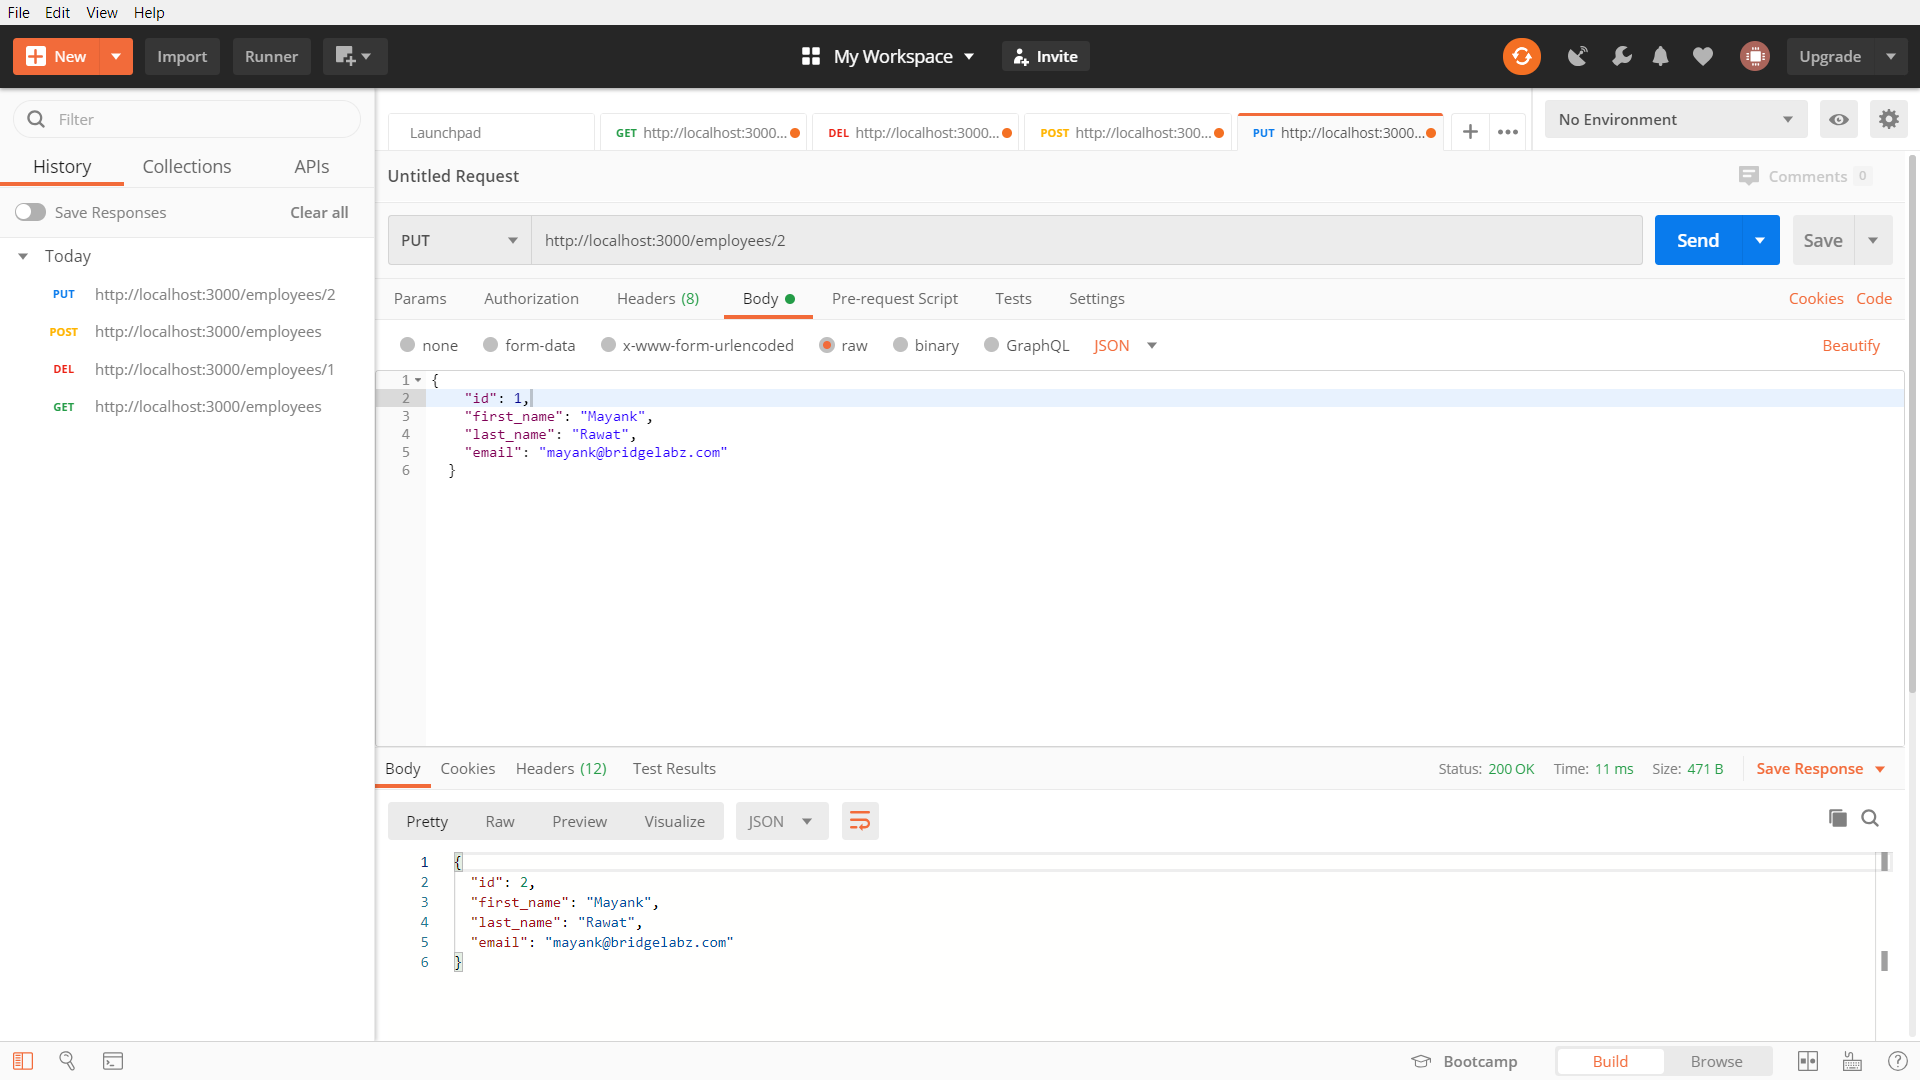 File Edit View Help
New Import Runner My Workspace Invite Upgrade
Filter
History Collections APIs
Save Responses Clear all
Today
PUT http://localhost:3000/employees/2
POST http://localhost:3000/employees
DEL http://localhost:3000/employees/1
GET http://localhost:3000/employees
Launchpad GET http://localhost:3000... DEL http://localhost:3000... POST http://localhost:300... PUT http://localhost:3000... No Environment
Untitled Request Comments 0
PUT http://localhost:3000/employees/2 Send Save
Params Authorization Headers (8) Body Pre-request Script Tests Settings Cookies Code
none form-data x-www-form-urlencoded raw binary GraphQL JSON Beautify
1 {
2 "id": 1,
3 "first_name": "Mayank",
4 "last_name": "Rawat",
5 "email": "mayank@bridgelabz.com"
6 }
Body Cookies Headers (12) Test Results Status: 200 OK Time: 11 ms Size: 471 B Save Response
Pretty Raw Preview Visualize JSON
1 {
2 "id": 2,
3 "first_name": "Mayank",
4 "last_name": "Rawat",
5 "email": "mayank@bridgelabz.com"
6 }
Bootcamp Build Browse